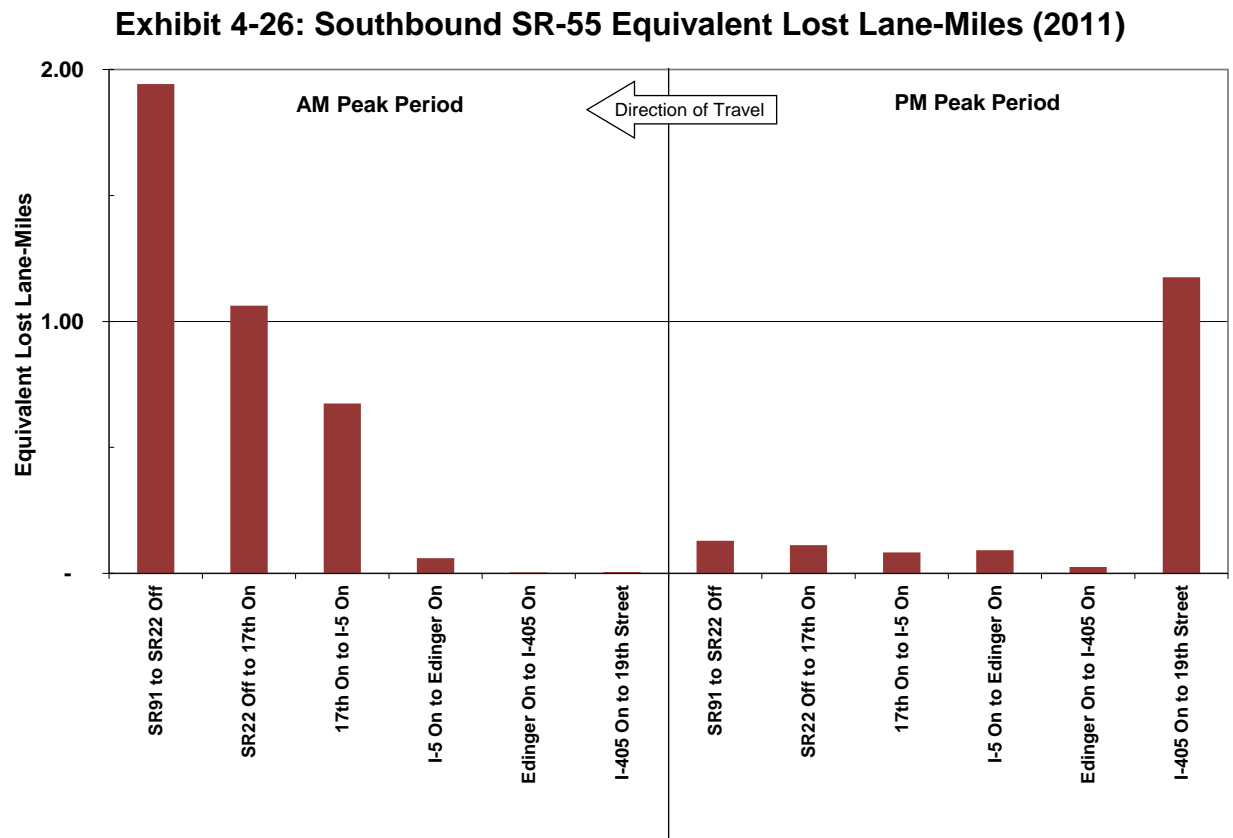 Exhibit 4-26: Southbound SR-55 Equivalent Lost Lane-Miles (2011)
2.00
AM Peak Period
Direction of Travel
PM Peak Period
Equivalent Lost Lane-Miles
1.00
-
SR91 to SR22 Off
SR22 Off to 17th On
17th On to I-5 On
I-5 On to Edinger On
Edinger On to I-405 On
I-405 On to 19th Street
SR91 to SR22 Off
SR22 Off to 17th On
17th On to I-5 On
I-5 On to Edinger On
Edinger On to I-405 On
I-405 On to 19th Street